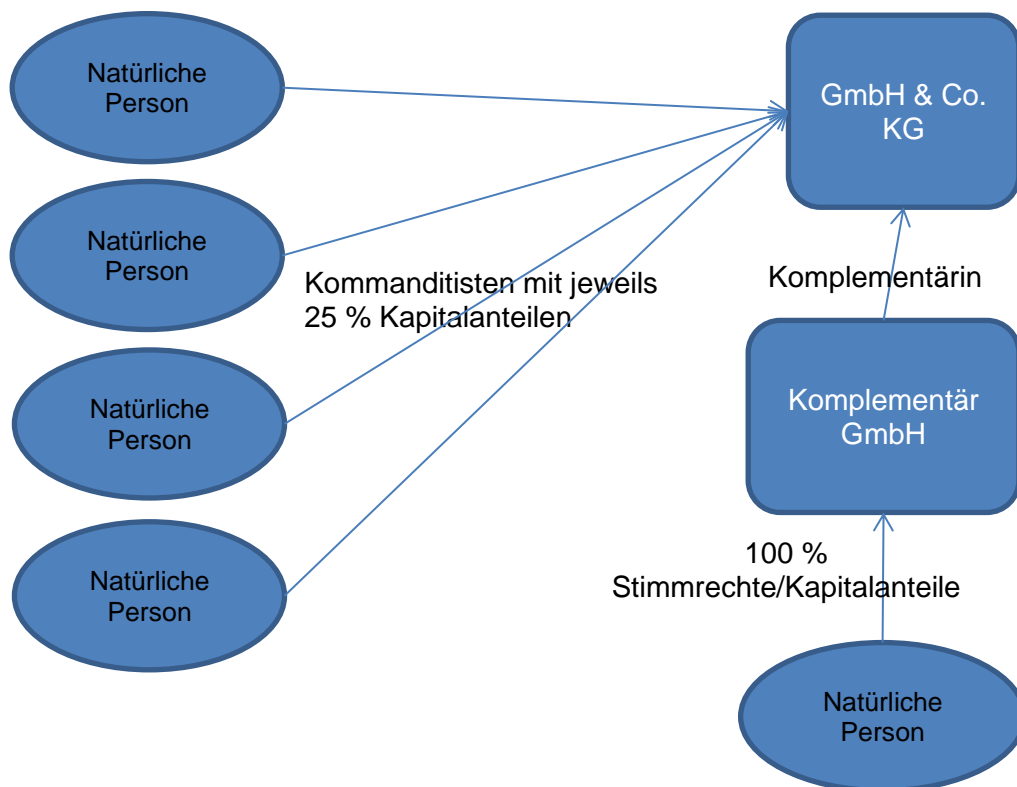 Natürliche
Person
GmbH & Co.
KG
Natürliche
Person
Kommanditisten mit jeweils
25 % Kapitalanteilen
Komplementärin
Natürliche
Person
Komplementär
GmbH
Natürliche
Person
100 %
Stimmrechte/Kapitalanteile
Natürliche
Person